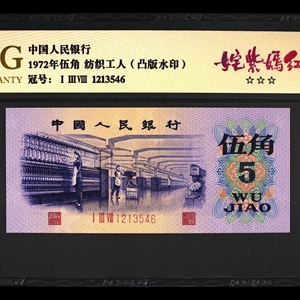 G
ANTY
中国人民银行
1972年伍角 纺织工人（凸版水印）
冠号： I III VIII 1213546
姹紫嫣红
☆☆☆
中国人民银行
伍角
5
WU
JIAO
I III VIII 1213546